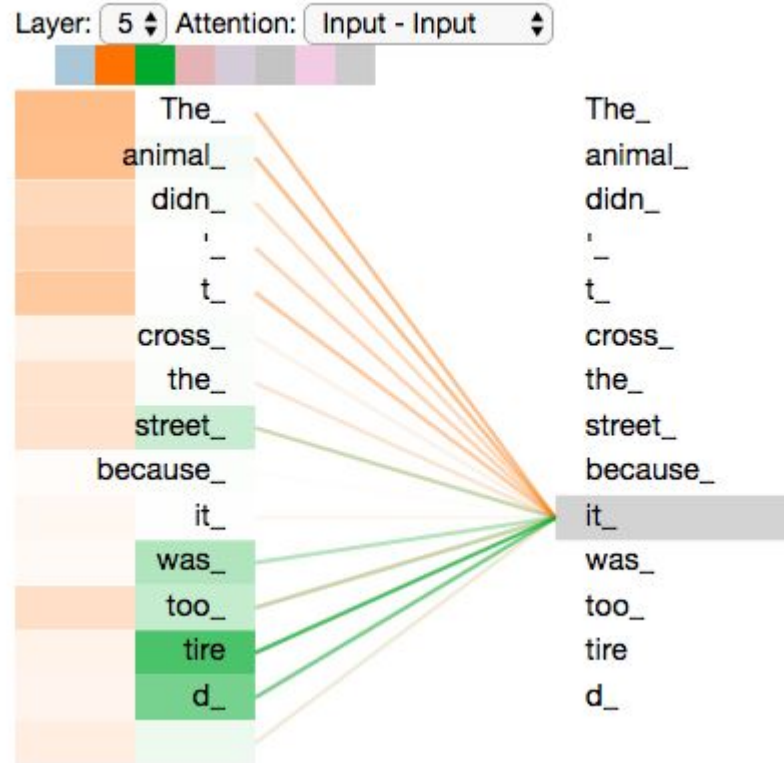 Layer: 5 Attention: Input - Input
The_ The_
animal_ animal_
didn_ didn_
'_ '_
t_ t_
cross_ cross_
the_ the_
street_ street_
because_ because_
it_ it_
was_ was_
too_ too_
tire tire
d_ d_